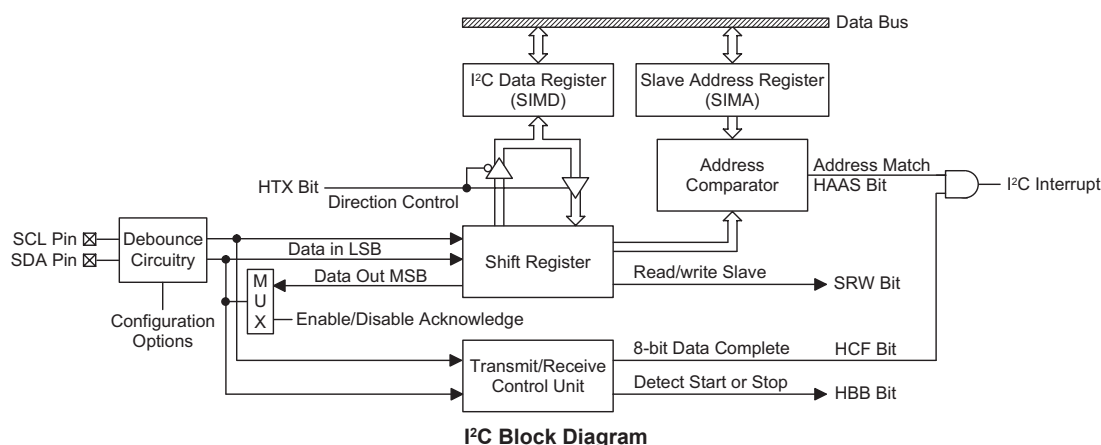 Data Bus
I²C Data Register
(SIMD)
Slave Address Register
(SIMA)
HTX Bit
Direction Control
Address
Comparator
Address Match
HAAS Bit
I²C Interrupt
SCL Pin
SDA Pin
Debounce
Circuitry
Data in LSB
Shift Register
Data Out MSB
M
U
X
Read/write Slave
SRW Bit
Configuration
Options
Enable/Disable Acknowledge
Transmit/Receive
Control Unit
8-bit Data Complete
HCF Bit
Detect Start or Stop
HBB Bit
I²C Block Diagram